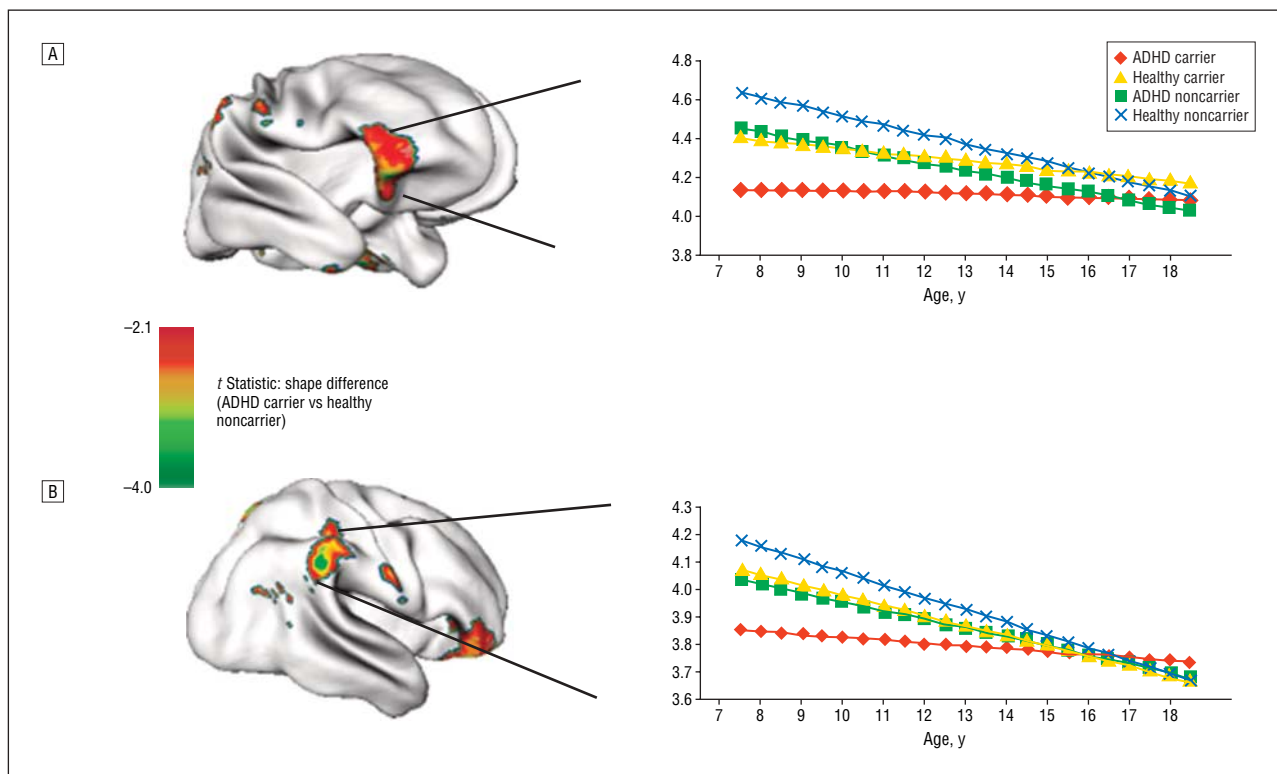 A
4.8
4.6
4.4
4.2
4.0
3.8
7 8 9 10 11 12 13 14 15 16 17 18
Age, y
ADHD carrier
Healthy carrier
ADHD noncarrier
Healthy noncarrier
–2.1
t Statistic: shape difference
(ADHD carrier vs healthy
noncarrier)
–4.0
B
4.3
4.2
4.1
4.0
3.9
3.8
3.7
3.6
7 8 9 10 11 12 13 14 15 16 17 18
Age, y